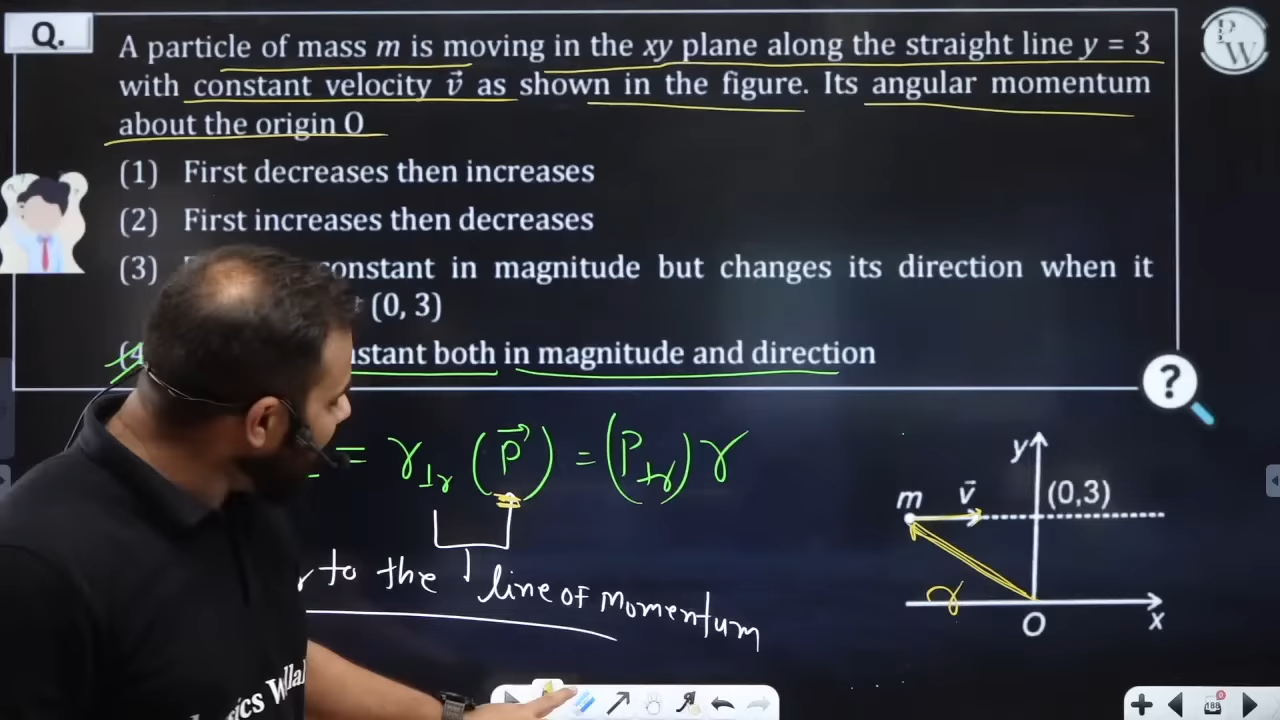 Q.
A particle of mass m is moving in the xy plane along the straight line y = 3
with constant velocity v⃗ as shown in the figure. Its angular momentum
about the origin O
(1) First decreases then increases
(2) First increases then decreases
(3) constant in magnitude but changes its direction when it
(0, 3)
(4 both in magnitude and direction
= r⊥r (P⃗) = (P⊥r) r
to the line of momentum
y
m v⃗ (0,3)
r
O x
PW
?
188